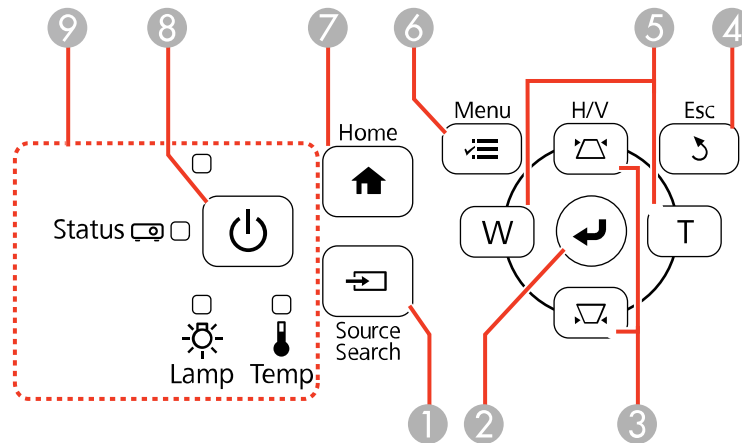 9 8 7 6 5 4
Menu H/V Esc
Home
Status
W T
Source
Search
Lamp Temp
1 2 3